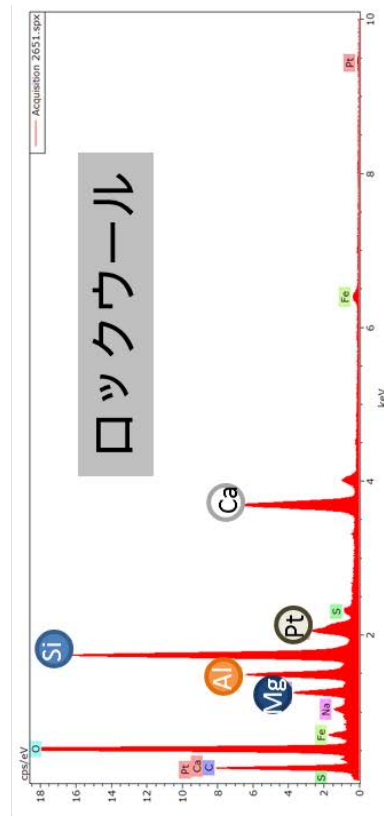 Acquisition 2651.spx
cps/eV
ロックウール
18
16
14
12
10
8
6
4
2
0
O
Si
Pt
Ca
C
Al
Mg
Pt
Ca
Fe
Na
S
S
Fe
Pt
2
4
6
8
10
keV